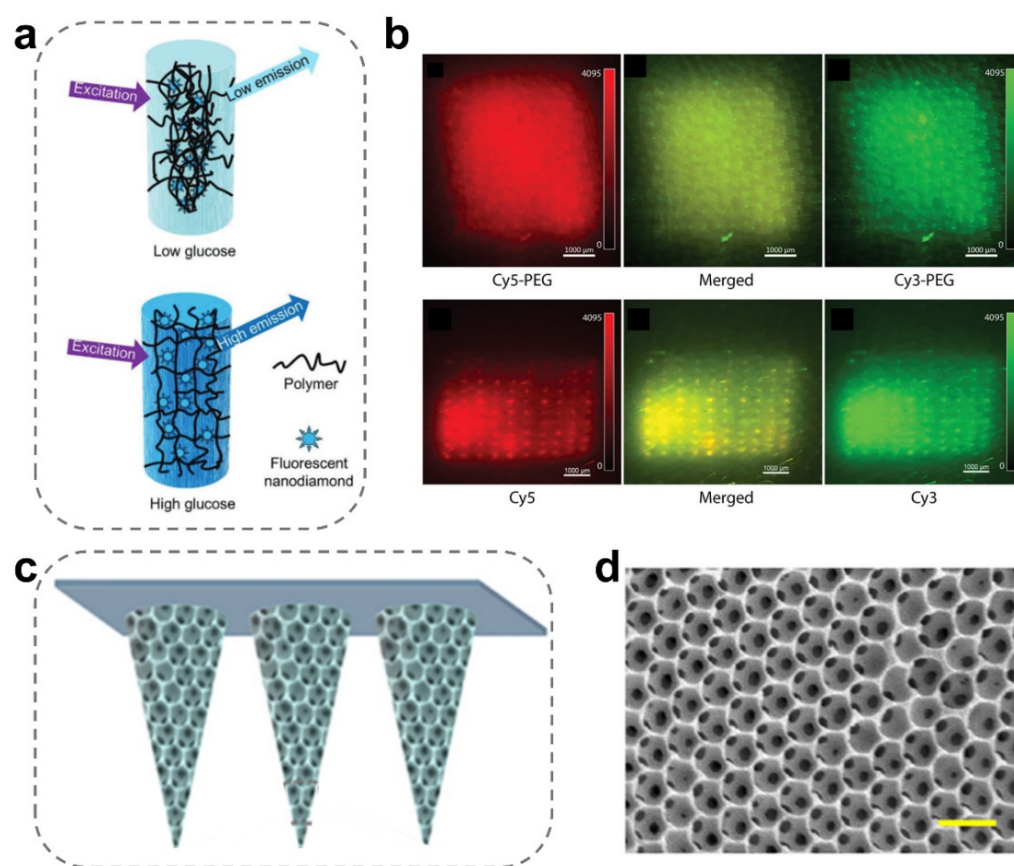 a
Excitation
Low emission
Low glucose
Excitation
High emission
Polymer
Fluorescent
nanodiamond
High glucose
b
4095
0
1000 µm
1000 µm
4095
0
1000 µm
Cy5-PEG
Merged
Cy3-PEG
4095
0
1000 µm
1000 µm
4095
0
1000 µm
Cy5
Merged
Cy3
c
d